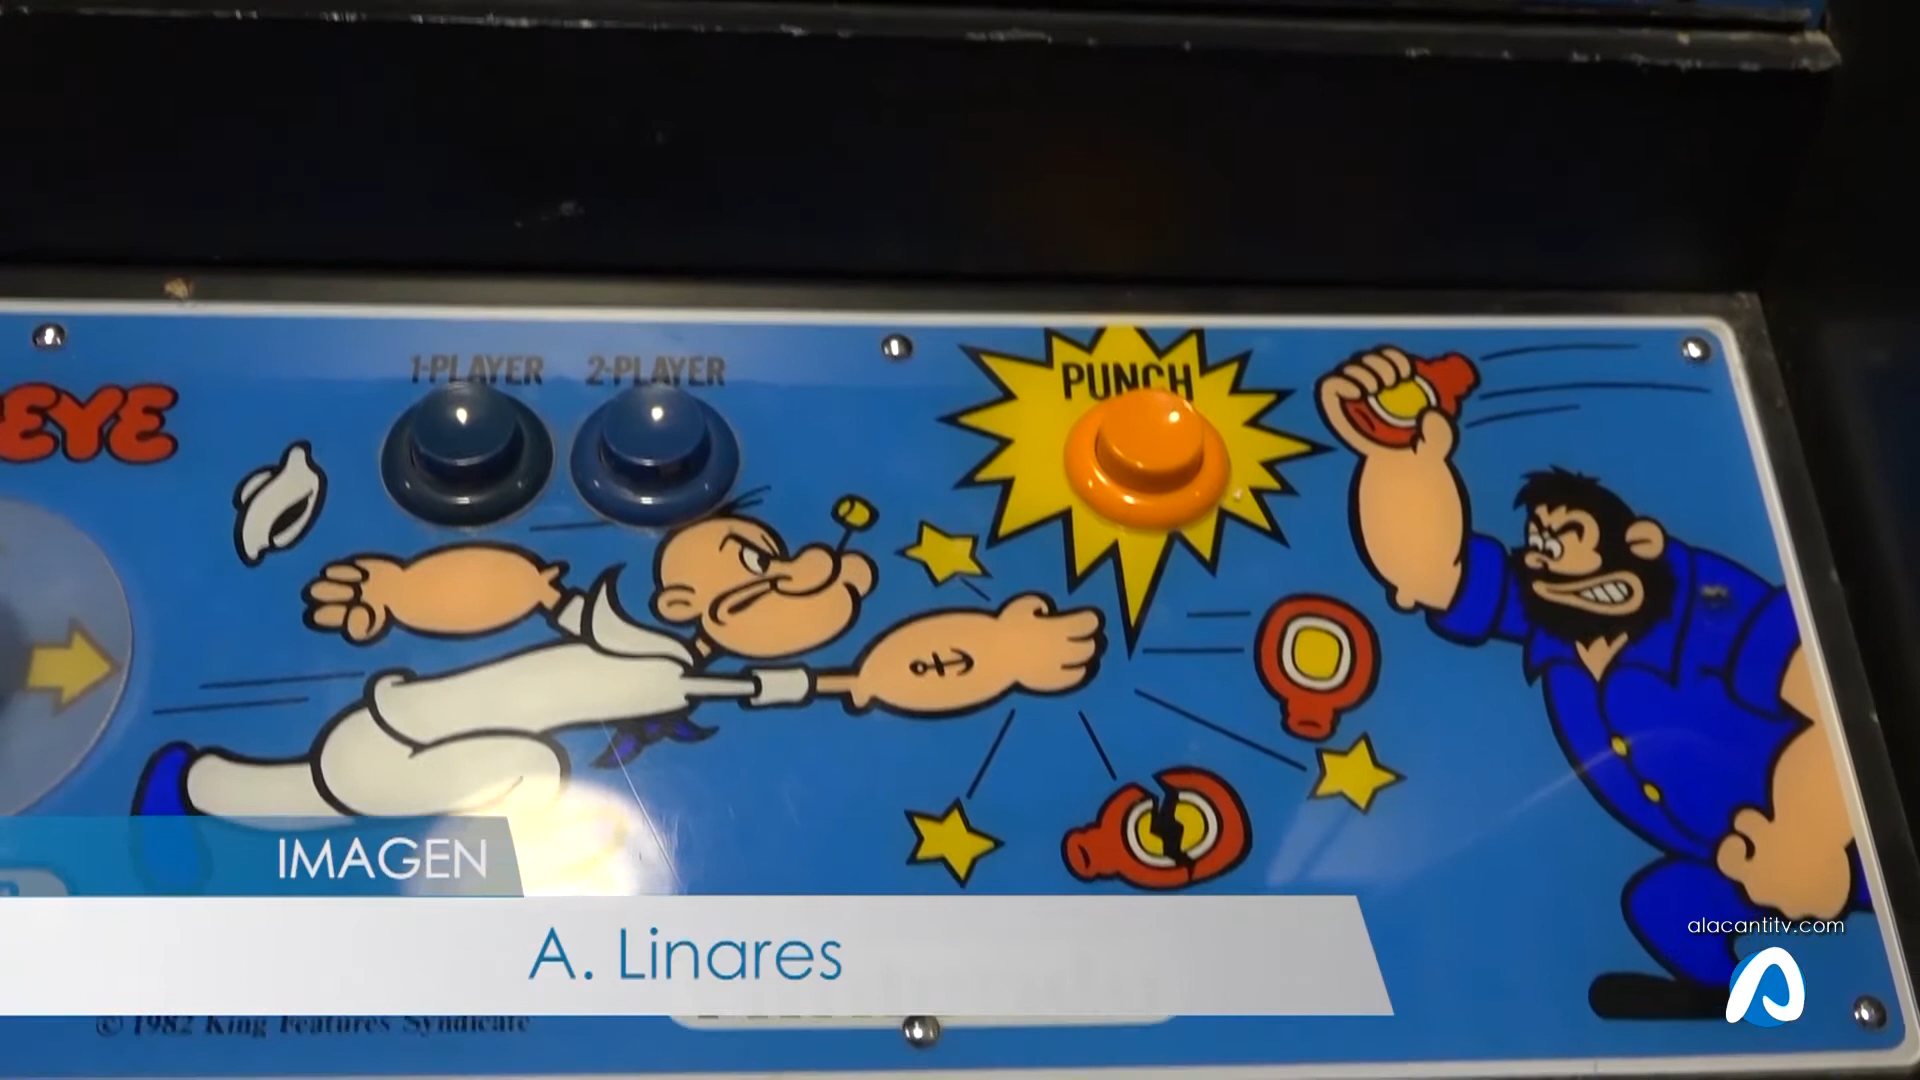 1-PLAYER 2-PLAYER
PUNCH
EYE
IMAGEN
A. Linares
alacantitv.com
© 1982 King Features Syndicate